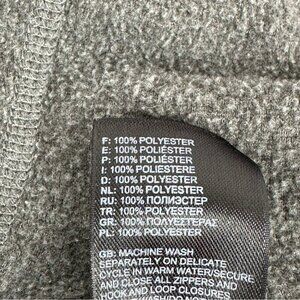 F: 100% POLYESTER
E: 100% POLIÉSTER
P: 100% POLIÉSTER
I: 100% POLIESTERE
D: 100% POLYESTER
NL: 100% POLYESTER
RU: 100% ПОЛИЭСТЕР
TR: 100% POLYESTER
GR: 100% ΠΟΛΥΕΣΤΕΡΑΣ
PL: 100% POLYESTER
GB: MACHINE WASH
SEPARATELY ON DELICATE
CYCLE IN WARM WATER/SECURE
AND CLOSE ALL ZIPPERS AND
HOOK AND LOOP CLOSURES